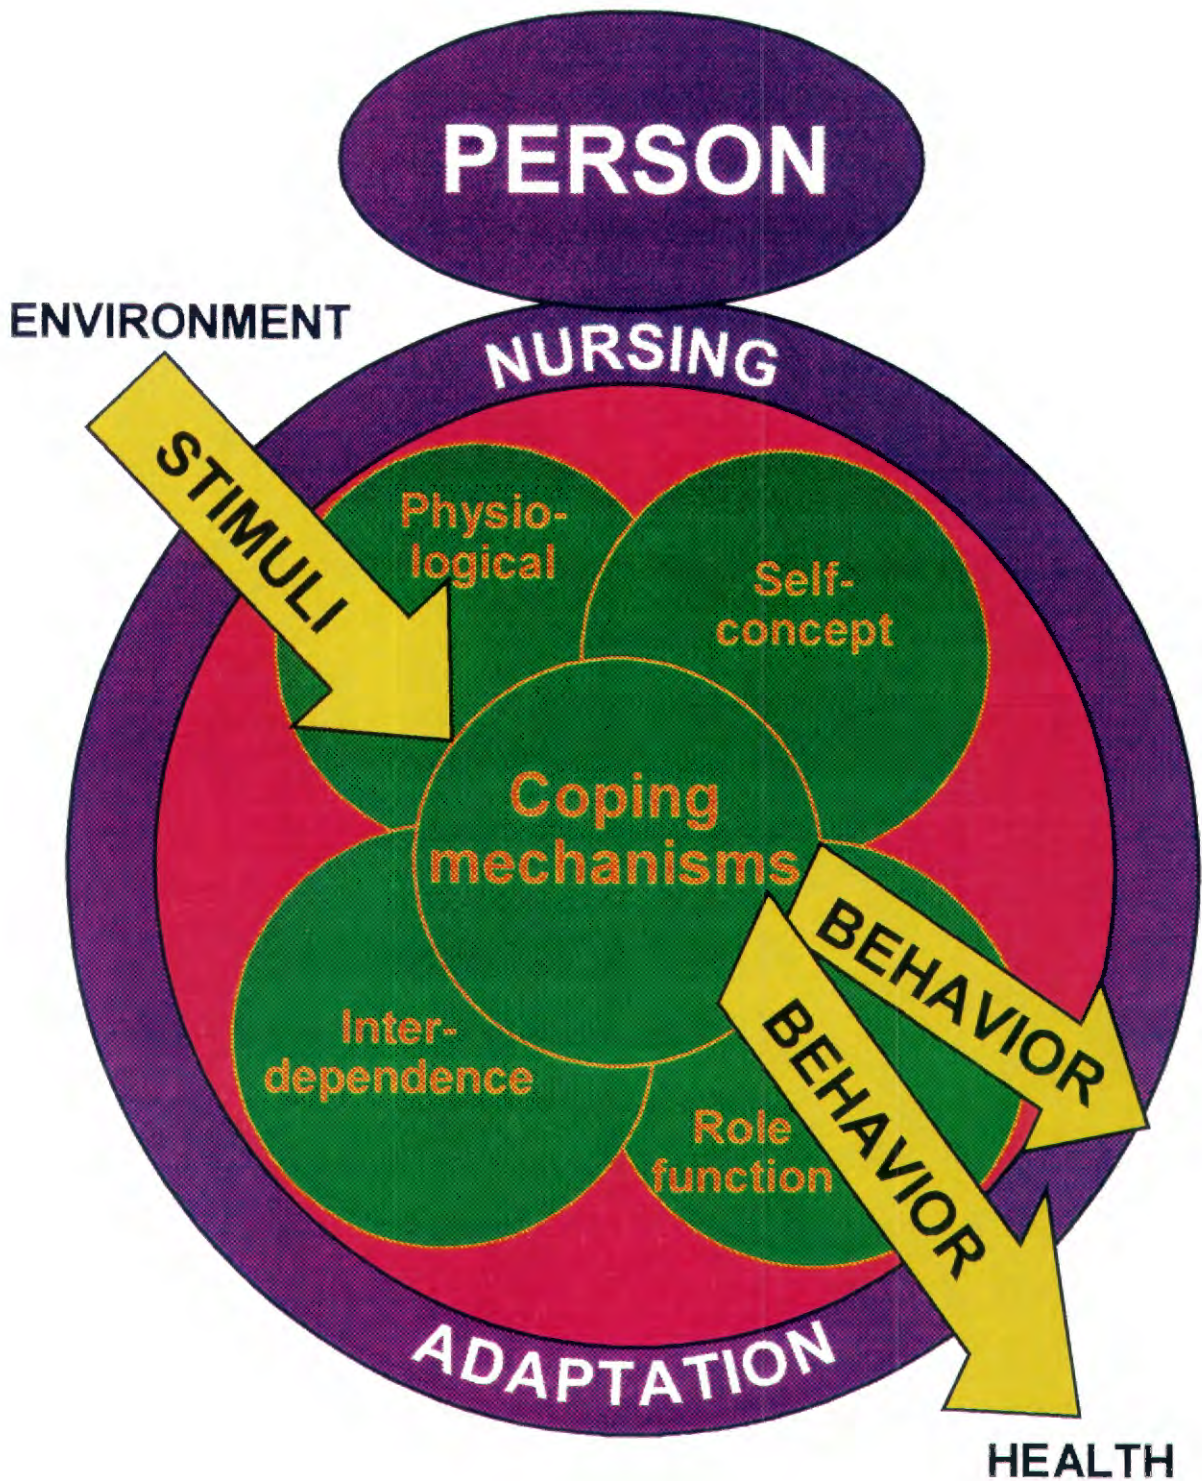 PERSON
ENVIRONMENT
NURSING
STIMULI
Physio-
logical
Self-
concept
Coping
mechanisms
BEHAVIOR
BEHAVIOR
Inter-
dependence
Role
function
ADAPTATION
HEALTH